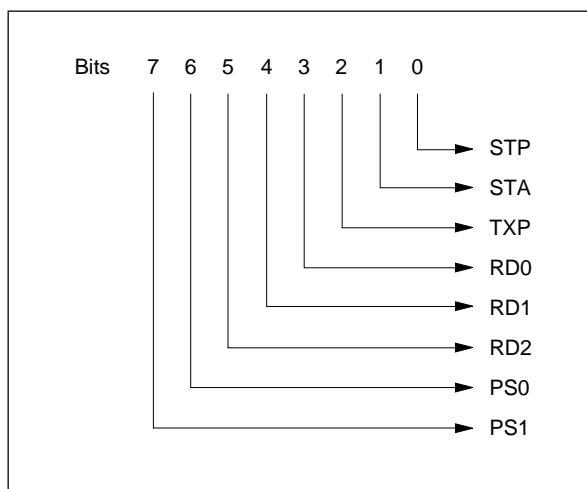 Bits 7 6 5 4 3 2 1 0
STP
STA
TXP
RD0
RD1
RD2
PS0
PS1